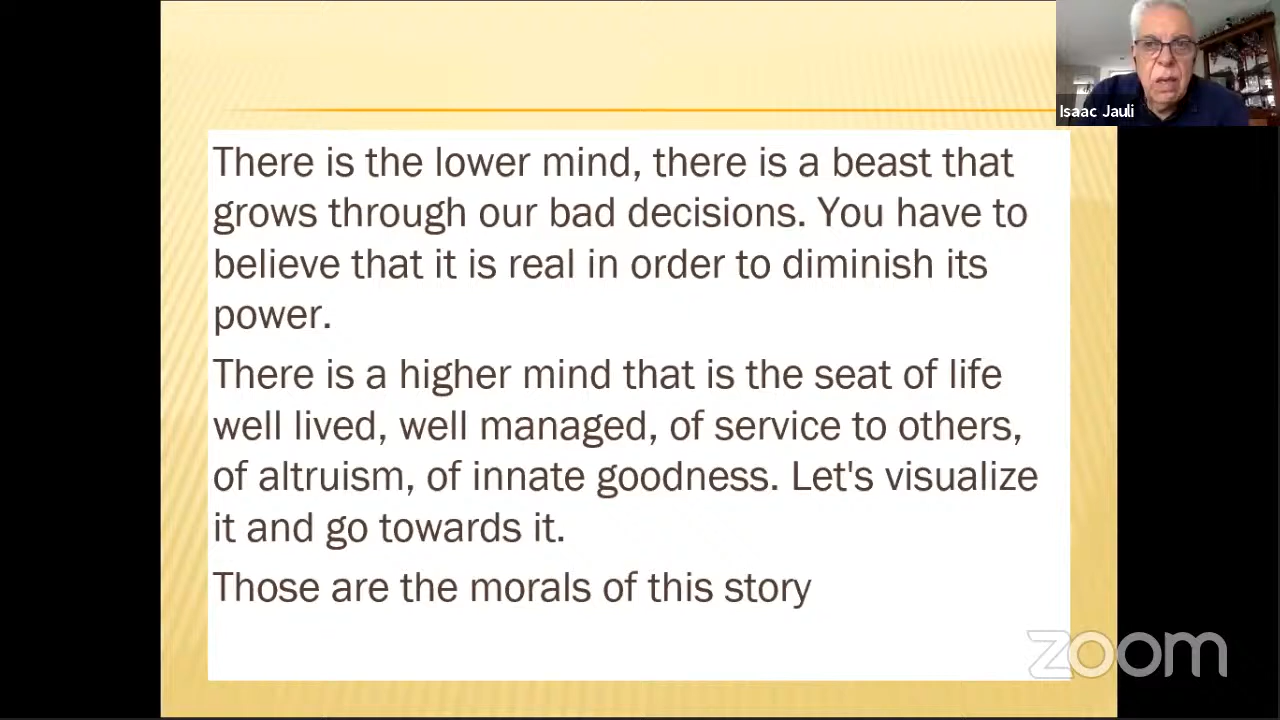 Isaac Jauli
There is the lower mind, there is a beast that
grows through our bad decisions. You have to
believe that it is real in order to diminish its
power.
There is a higher mind that is the seat of life
well lived, well managed, of service to others,
of altruism, of innate goodness. Let's visualize
it and go towards it.
Those are the morals of this story
zoom